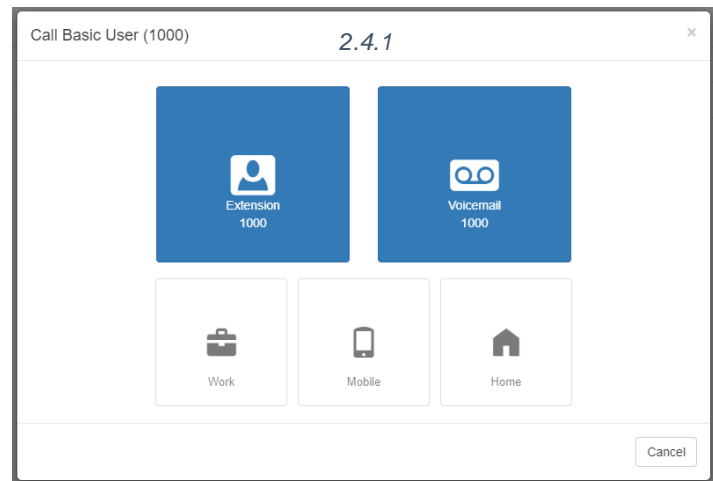 Call Basic User (1000)
2.4.1
×
Extension
1000
Voicemail
1000
Work
Mobile
Home
Cancel